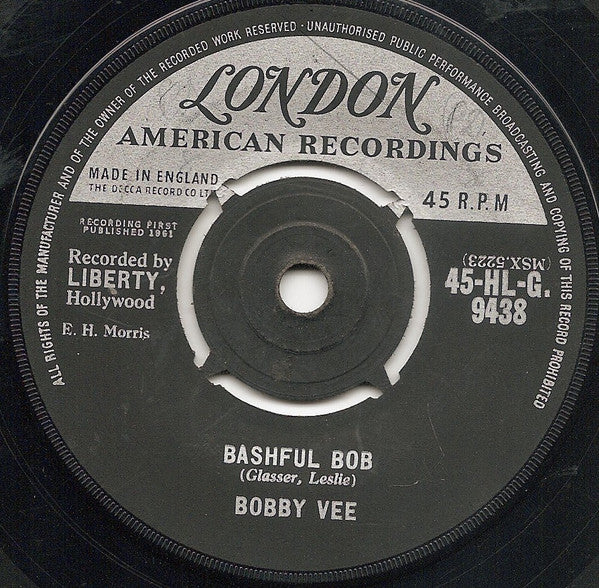 ALL RIGHTS OF THE MANUFACTURER AND OF THE OWNER OF THE RECORDED WORK RESERVED · UNAUTHORISED PUBLIC PERFORMANCE BROADCASTING AND COPYING OF THIS RECORD PROHIBITED
LONDON
AMERICAN RECORDINGS
MADE IN ENGLAND
THE DECCA RECORD CO LT
45 R.P.M
RECORDING FIRST
PUBLISHED 1961
Recorded by
LIBERTY,
Hollywood
E. H. Morris
(MSX.5223)
45-HL-G.
9438
BASHFUL BOB
(Glasser, Leslie)
BOBBY VEE